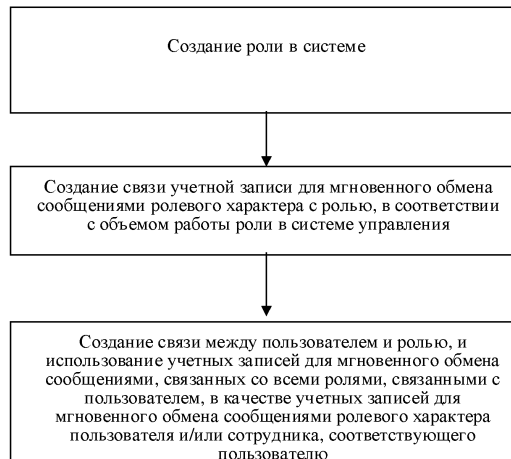 Создание роли в системе
Создание связи учетной записи для мгновенного обмена
сообщениями ролевого характера с ролью, в соответствии
с объемом работы роли в системе управления
Создание связи между пользователем и ролью, и
использование учетных записей для мгновенного обмена
сообщениями, связанных со всеми ролями, связанными с
пользователем, в качестве учетных записей для
мгновенного обмена сообщениями ролевого характера
пользователя и/или сотрудника, соответствующего
пользователю